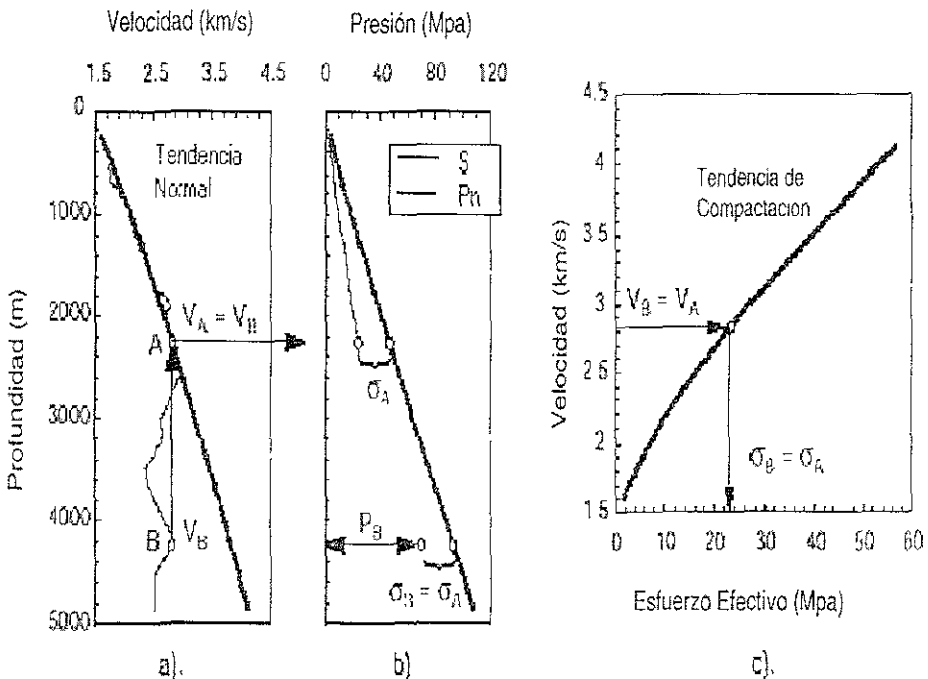 Velocidad (km/s)
1.5 2.5 3.5 4.5
Presión (Mpa)
0 40 80 120
0
1000
2000
3000
4000
5000
Profundidad (m)
Tendencia
Normal
V_A = V_B
A
B
V_B
a).
S
Pn
σ_A
P_B
σ_B = σ_A
b)
4.5
4
3.5
3
2.5
2
1.5
Velocidad (km/s)
Tendencia de
Compactacion
V_B = V_A
σ_B = σ_A
0 10 20 30 40 50 60
Esfuerzo Efectivo (Mpa)
c).